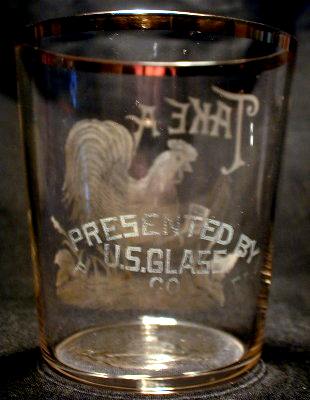 TAKE A
PRESENTED BY
U.S.GLASS
CO